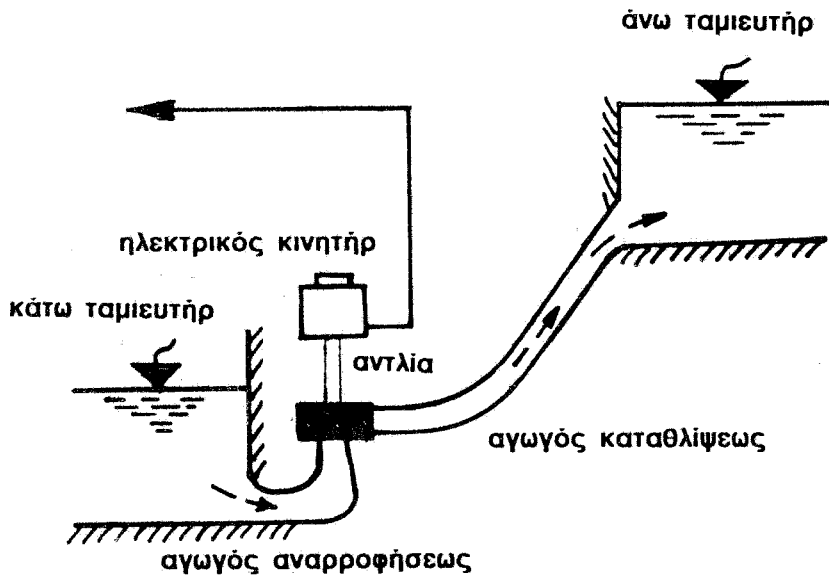 άνω ταμιευτήρ
ηλεκτρικός κινητήρ
κάτω ταμιευτήρ
αντλία
αγωγός καταθλίψεως
αγωγός αναρροφήσεως